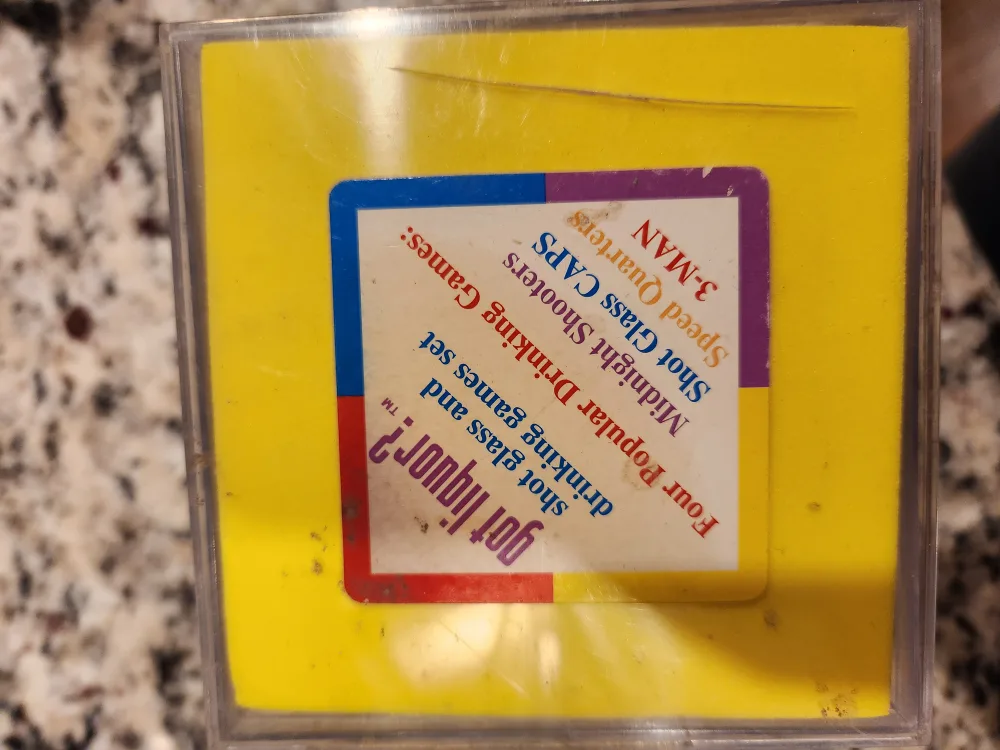 got liquor?™
shot glass and
drinking games set
Four Popular Drinking Games:
Midnight Shooters
Shot Glass CAPS
Speed Quarters
3-MAN